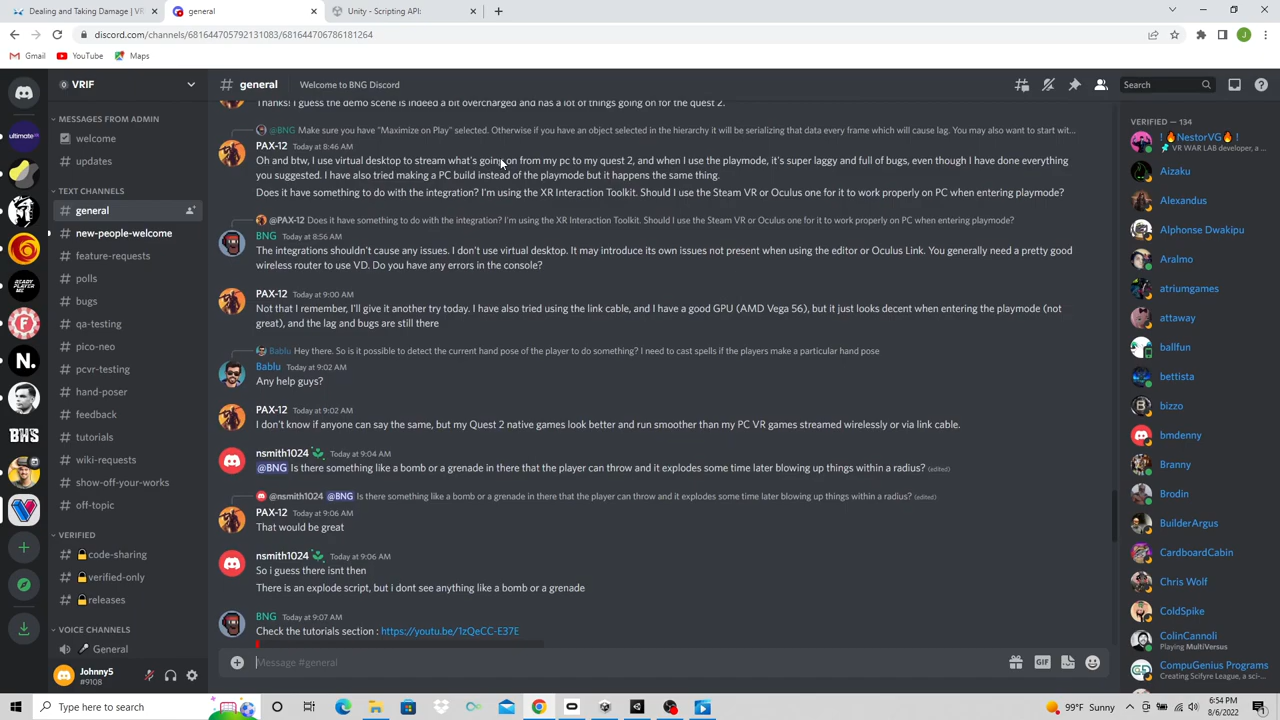 Dealing and Taking Damage | VR
general
Unity - Scripting API:
discord.com/channels/681644705792131083/681644706786181264
J
Gmail
YouTube
Maps
VRIF
general
Welcome to BNG Discord
Search
MESSAGES FROM ADMIN
welcome
updates
TEXT CHANNELS
general
new-people-welcome
feature-requests
polls
bugs
qa-testing
pico-neo
pcvr-testing
hand-poser
feedback
tutorials
wiki-requests
show-off-your-works
off-topic
VERIFIED
code-sharing
verified-only
releases
VOICE CHANNELS
General
Johnny5
#9108
ultimate
READY PLAYER ME
N.
BHS
Thanks! I guess the demo scene is indeed a bit overcharged and has a lot of things going on for the quest 2.
@BNG Make sure you have "Maximize on Play" selected. Otherwise if you have an object selected in the hierarchy it will be serializing that data every frame which will cause lag. You may also want to start wit...
PAX-12 Today at 8:46 AM
Oh and btw, I use virtual desktop to stream what's going on from my pc to my quest 2, and when I use the playmode, it's super laggy and full of bugs, even though I have done everything
you suggested. I have also tried making a PC build instead of the playmode but it happens the same thing.
Does it have something to do with the integration? I'm using the XR Interaction Toolkit. Should I use the Steam VR or Oculus one for it to work properly on PC when entering playmode?
@PAX-12 Does it have something to do with the integration? I'm using the XR Interaction Toolkit. Should I use the Steam VR or Oculus one for it to work properly on PC when entering playmode?
BNG Today at 8:56 AM
The integrations shouldn't cause any issues. I don't use virtual desktop. It may introduce its own issues not present when using the editor or Oculus Link. You generally need a pretty good
wireless router to use VD. Do you have any errors in the console?
PAX-12 Today at 9:00 AM
Not that I remember, I'll give it another try today. I have also tried using the link cable, and I have a good GPU (AMD Vega 56), but it just looks decent when entering the playmode (not
great), and the lag and bugs are still there
Bablu Hey there. So is it possible to detect the current hand pose of the player to do something? I need to cast spells if the players make a particular hand pose
Bablu Today at 9:02 AM
Any help guys?
PAX-12 Today at 9:02 AM
I don't know if anyone can say the same, but my Quest 2 native games look better and run smoother than my PC VR games streamed wirelessly or via link cable.
nsmith1024 Today at 9:04 AM
@BNG Is there something like a bomb or a grenade in there that the player can throw and it explodes some time later blowing up things within a radius? (edited)
@nsmith1024 @BNG Is there something like a bomb or a grenade in there that the player can throw and it explodes some time later blowing up things within a radius? (edited)
PAX-12 Today at 9:06 AM
That would be great
nsmith1024 Today at 9:06 AM
So i guess there isnt then
There is an explode script, but i dont see anything like a bomb or a grenade
BNG Today at 9:07 AM
Check the tutorials section : https://youtu.be/1zQeCC-E37E
Message #general
GIF
VERIFIED — 134
! NestorVG !
VR WAR LAB developer, a ...
Aizaku
Alexandus
Alphonse Dwakipu
Aralmo
atriumgames
attaway
ballfun
bettista
bizzo
bmdenny
Branny
Brodin
BuilderArgus
CardboardCabin
Chris Wolf
ColdSpike
ColinCannoli
Playing MultiVersus
CompuGenius Programs
Creating Scifyre League, a sci-...
Type here to search
99°F Sunny
6:54 PM
8/6/2022